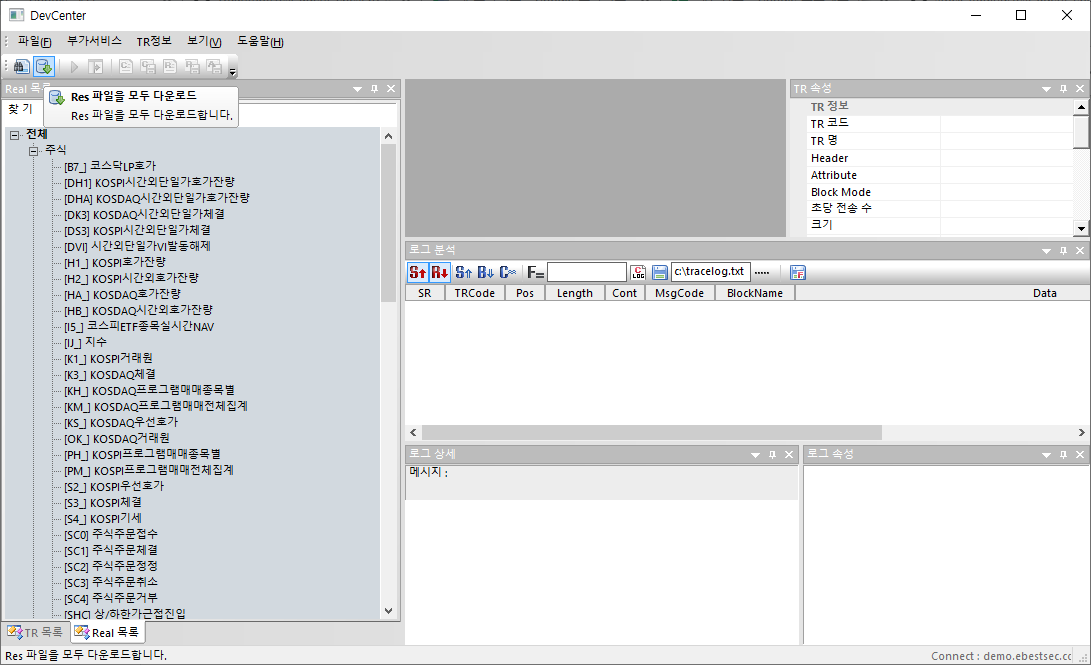 DevCenter
파일(F) 부가서비스 TR정보 보기(V) 도움말(H)
Real 목록
TR 속성
Res 파일을 모두 다운로드
Res 파일을 모두 다운로드합니다.
찾 기
전체
주식
[B7_] 코스닥LP호가
[DH1] KOSPI시간외단일가호가잔량
[DHA] KOSDAQ시간외단일가호가잔량
[DK3] KOSDAQ시간외단일가체결
[DS3] KOSPI시간외단일가체결
[DVI] 시간외단일가VI발동해제
[H1_] KOSPI호가잔량
[H2_] KOSPI시간외호가잔량
[HA_] KOSDAQ호가잔량
[HB_] KOSDAQ시간외호가잔량
[I5_] 코스피ETF종목실시간NAV
[IJ_] 지수
[K1_] KOSPI거래원
[K3_] KOSDAQ체결
[KH_] KOSDAQ프로그램매매종목별
[KM_] KOSDAQ프로그램매매전체집계
[KS_] KOSDAQ우선호가
[OK_] KOSDAQ거래원
[PH_] KOSPI프로그램매매종목별
[PM_] KOSPI프로그램매매전체집계
[S2_] KOSPI우선호가
[S3_] KOSPI체결
[S4_] KOSPI기세
[SC0] 주식주문접수
[SC1] 주식주문체결
[SC2] 주식주문정정
[SC3] 주식주문취소
[SC4] 주식주문거부
[SHC] 상/하한가근접진입
TR 목록 Real 목록
TR 정보
TR 코드
TR 명
Header
Attribute
Block Mode
초당 전송 수
크기
로그 분석
S R S B C F= LOG c:\tracelog.txt .....
SR TRCode Pos Length Cont MsgCode BlockName Data
로그 상세
메시지 :
로그 속성
Res 파일을 모두 다운로드합니다.
Connect : demo.ebestsec.cc